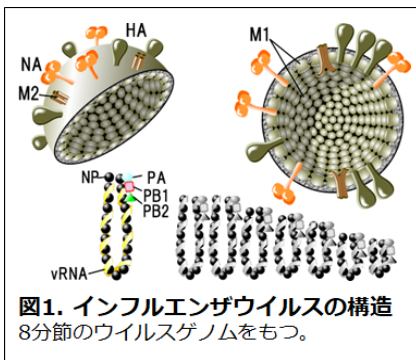 HA
M1
NA
M2
NP
PA
PB1
PB2
vRNA
図1. インフルエンザウイルスの構造
8分節のウイルスゲノムをもつ。